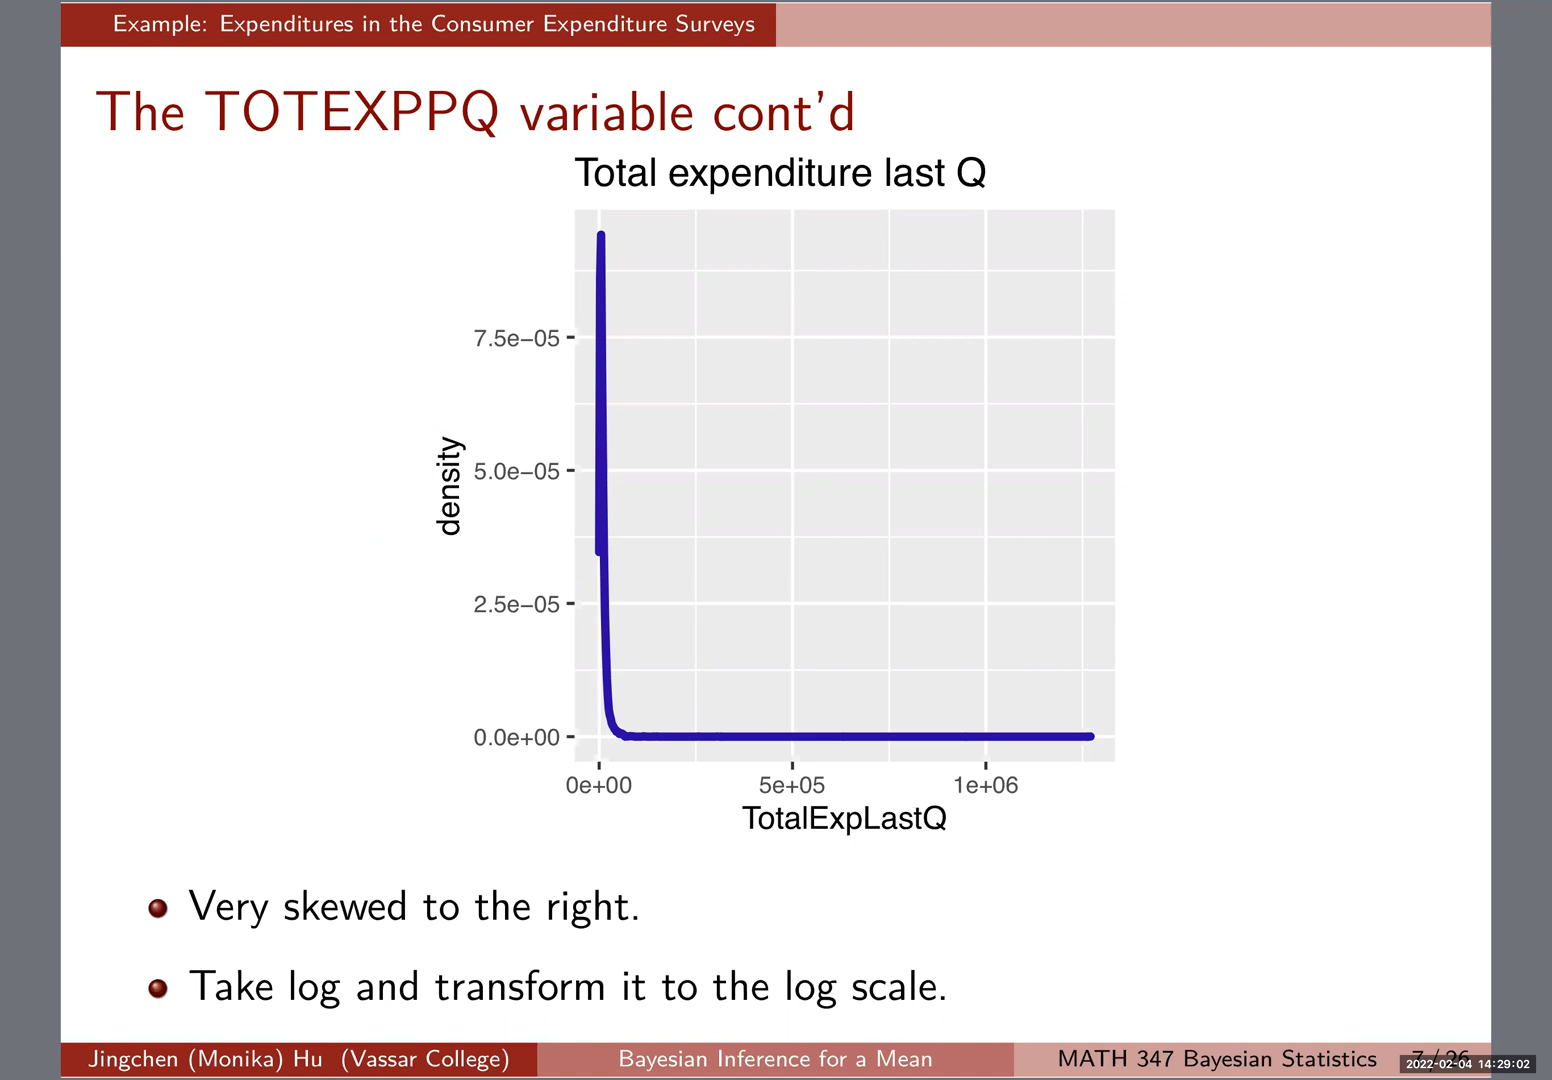 Example: Expenditures in the Consumer Expenditure Surveys
The TOTEXPPQ variable cont'd
Total expenditure last Q
7.5e−05
5.0e−05
2.5e−05
0.0e+00
density
0e+00 5e+05 1e+06
TotalExpLastQ
Very skewed to the right.
Take log and transform it to the log scale.
Jingchen (Monika) Hu (Vassar College) Bayesian Inference for a Mean MATH 347 Bayesian Statistics 7 / 26
2022-02-04 14:29:02